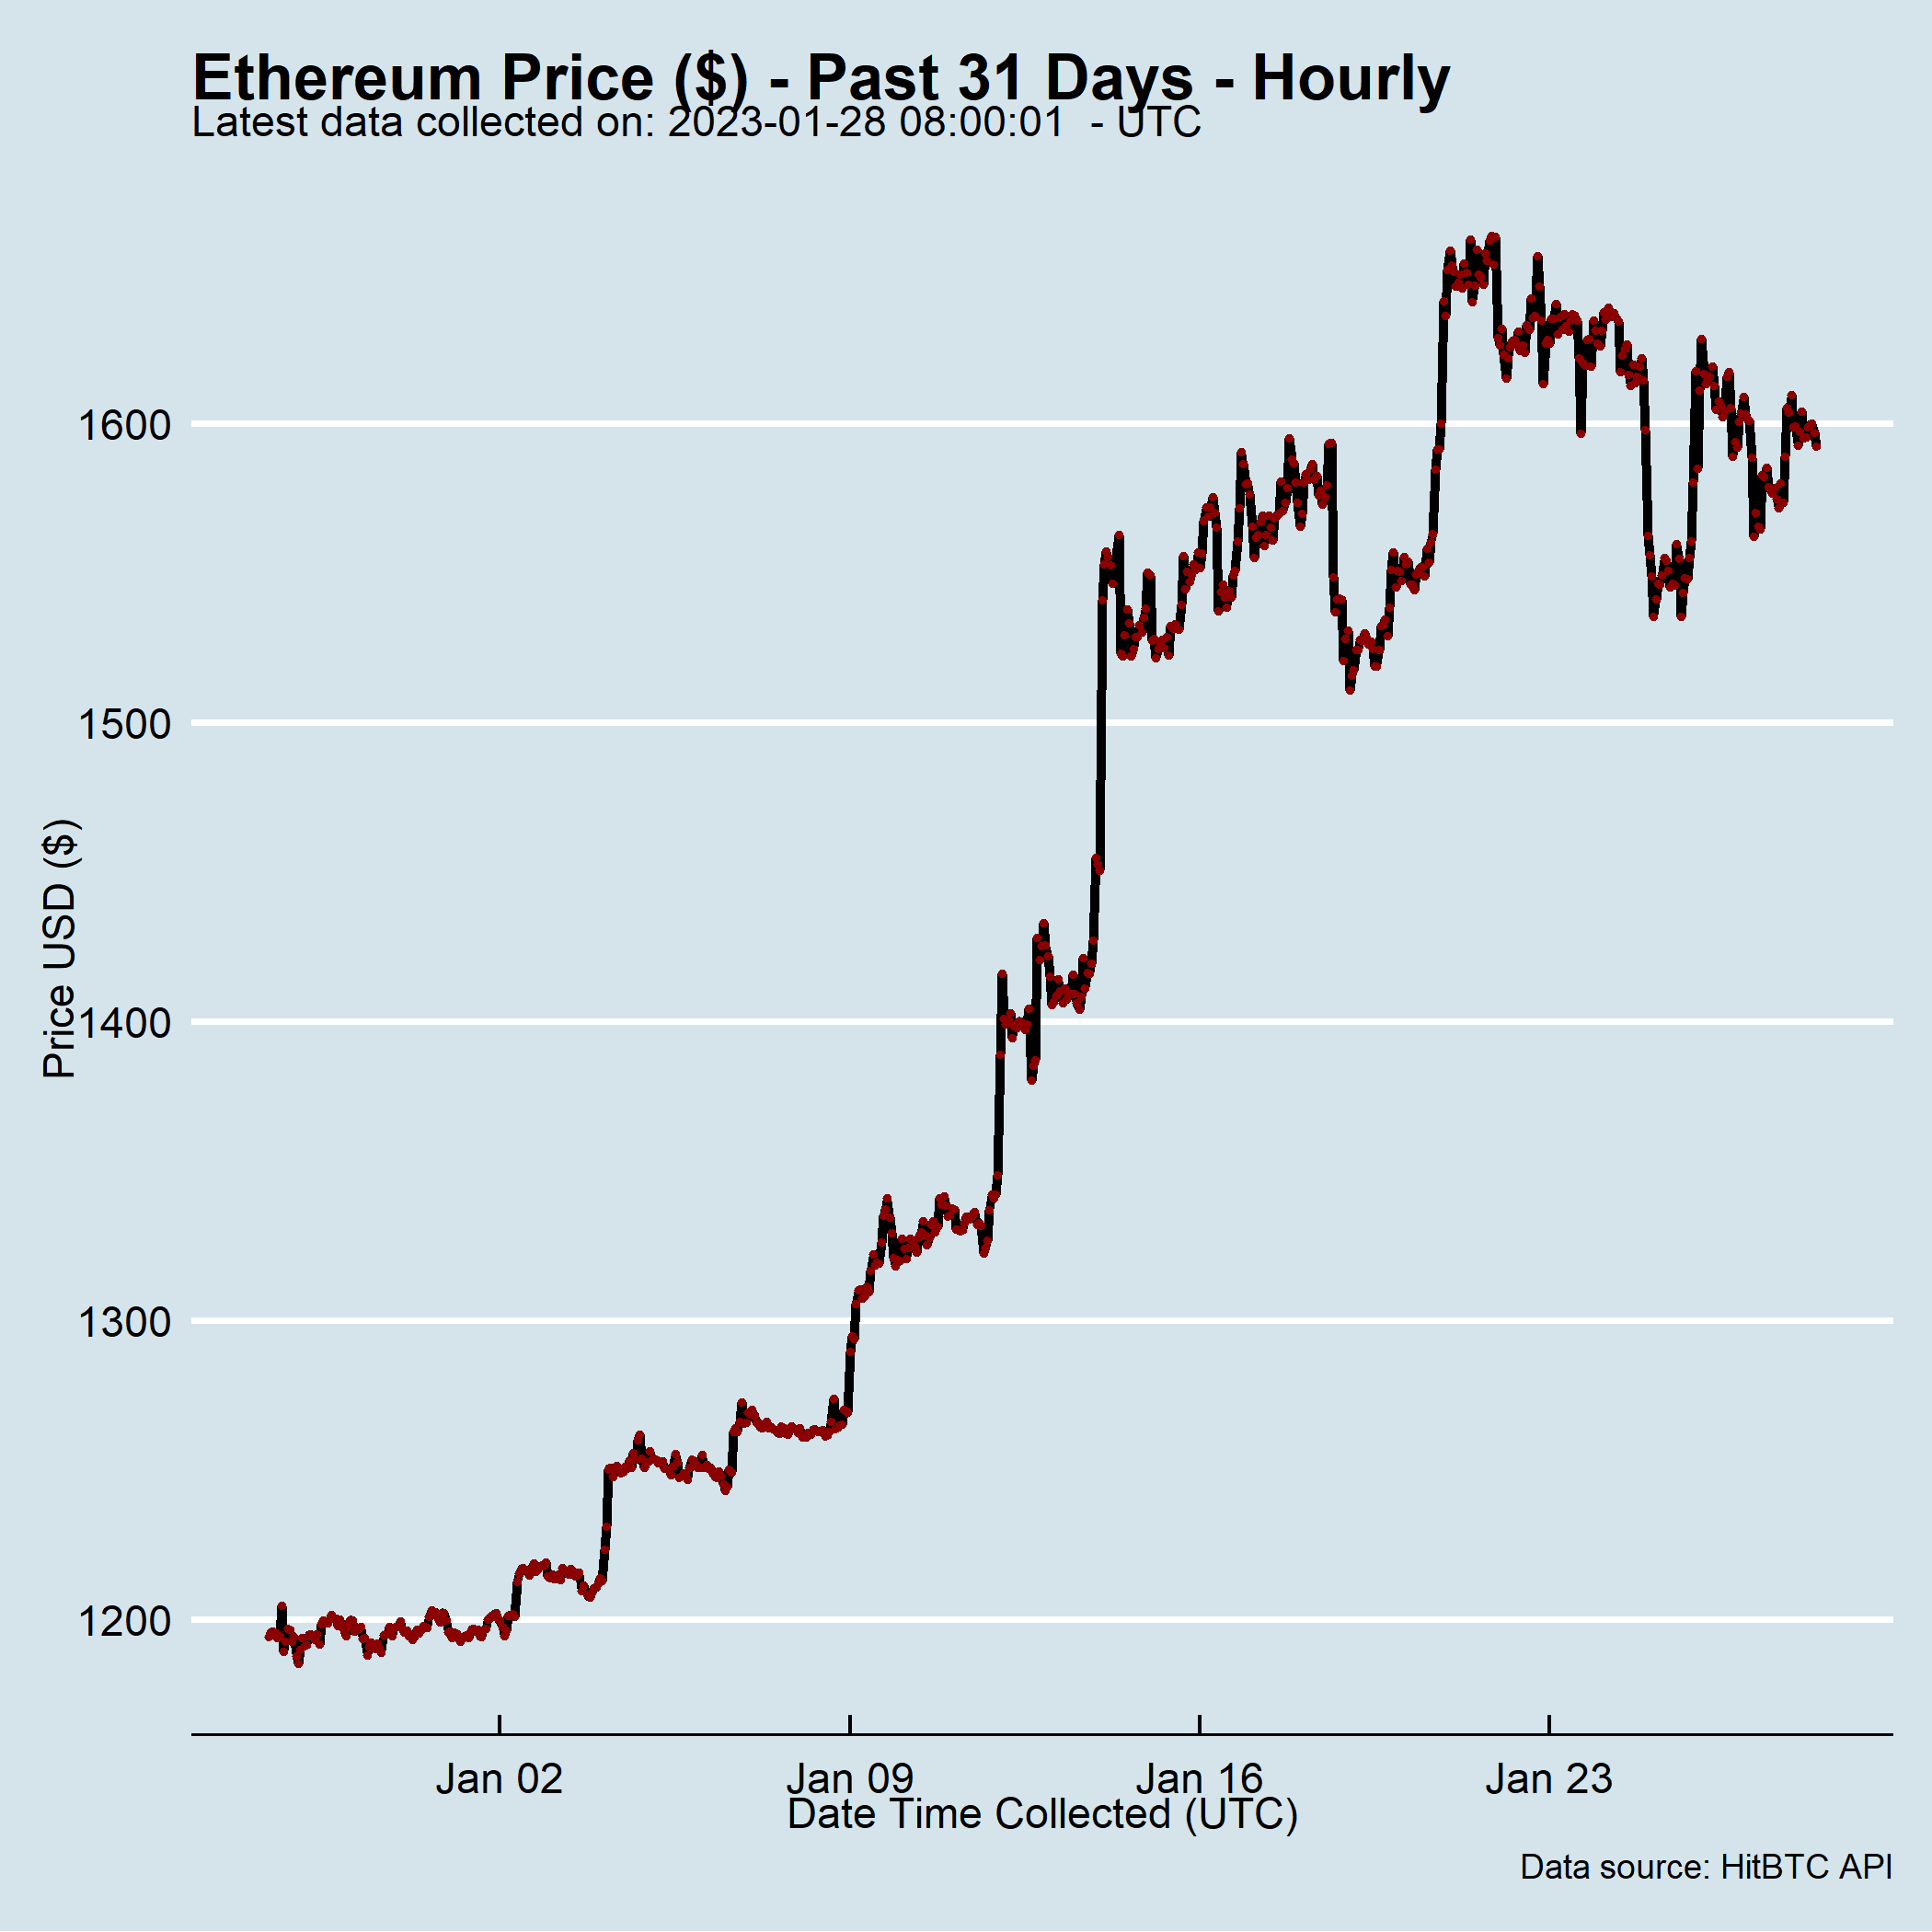 Ethereum Price ($) - Past 31 Days - Hourly
Latest data collected on: 2023-01-28 08:00:01  - UTC
Price USD ($)
1600
1500
1400
1300
1200
Jan 02
Jan 09
Jan 16
Jan 23
Date Time Collected (UTC)
Data source: HitBTC API